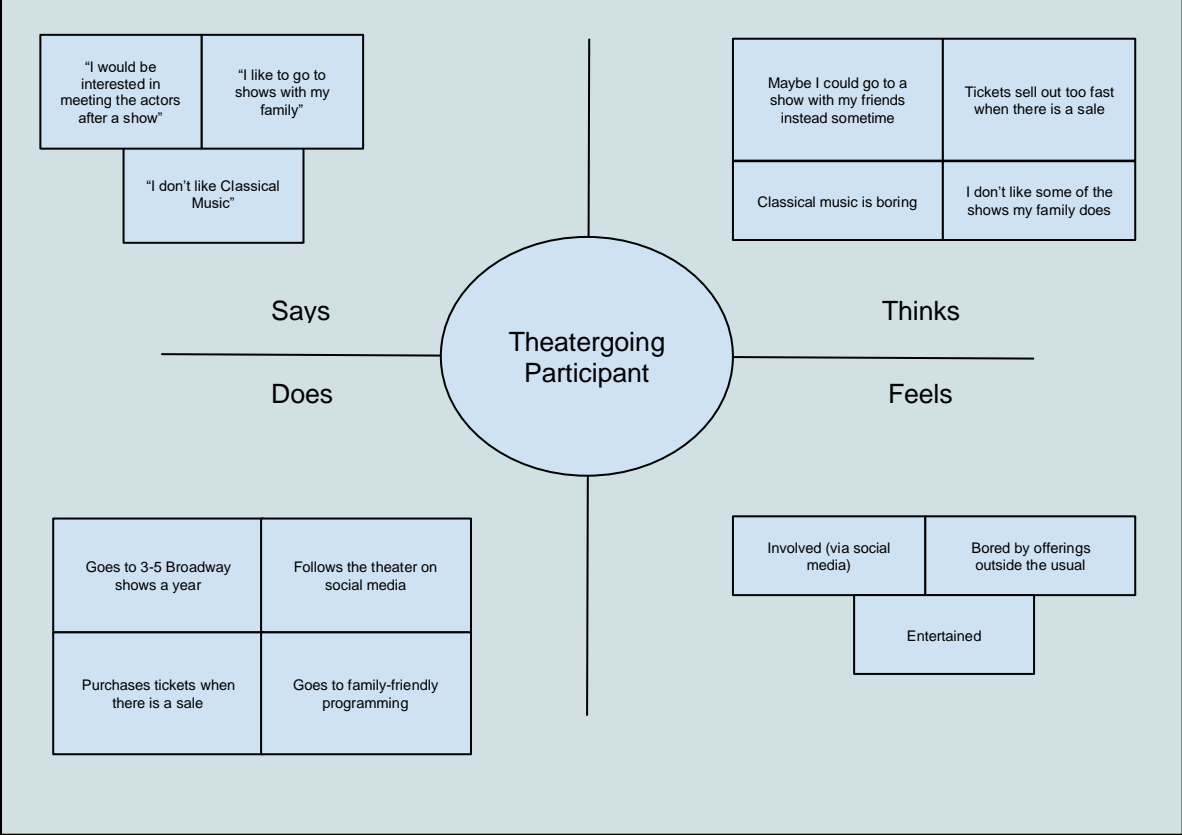 “I would be
interested in
meeting the actors
after a show”
“I like to go to
shows with my
family”
“I don’t like Classical
Music”
Says
Maybe I could go to a
show with my friends
instead sometime
Tickets sell out too fast
when there is a sale
Classical music is boring
I don’t like some of the
shows my family does
Thinks
Theatergoing
Participant
Does
Goes to 3-5 Broadway
shows a year
Follows the theater on
social media
Purchases tickets when
there is a sale
Goes to family-friendly
programming
Feels
Involved (via social
media)
Bored by offerings
outside the usual
Entertained